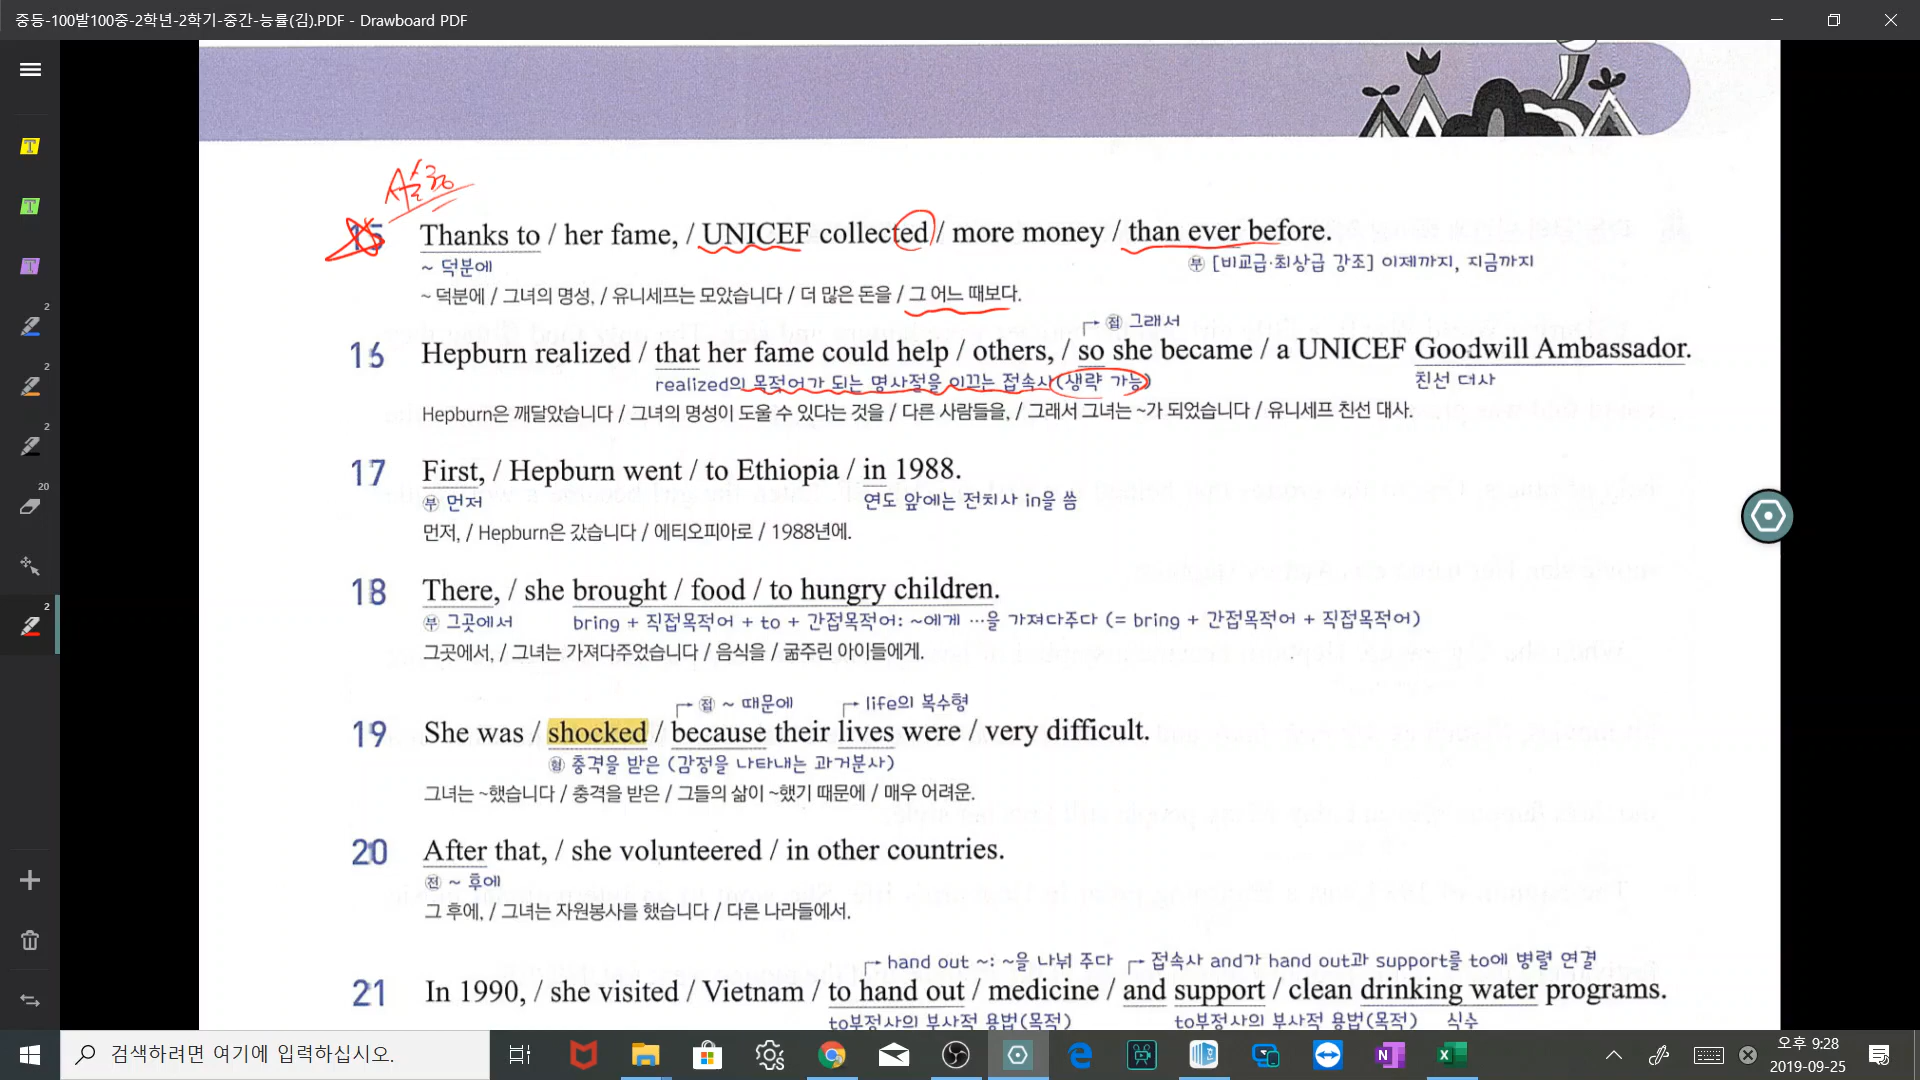 중등-100발100중-2학년-2학기-중간-능률(김).PDF - Drawboard PDF
15 Thanks to / her fame, / UNICEF collected / more money / than ever before.
~ 덕분에
부 [비교급·최상급 강조] 이제까지, 지금까지
~ 덕분에 / 그녀의 명성, / 유니세프는 모았습니다 / 더 많은 돈을 / 그 어느 때보다.
접 그래서
16 Hepburn realized / that her fame could help / others, / so she became / a UNICEF Goodwill Ambassador.
realized의 목적어가 되는 명사절을 이끄는 접속사(생략 가능)
친선 대사
Hepburn은 깨달았습니다 / 그녀의 명성이 도울 수 있다는 것을 / 다른 사람들을, / 그래서 그녀는 ~가 되었습니다 / 유니세프 친선 대사.
17 First, / Hepburn went / to Ethiopia / in 1988.
부 먼저
연도 앞에는 전치사 in을 씀
먼저, / Hepburn은 갔습니다 / 에티오피아로 / 1988년에.
18 There, / she brought / food / to hungry children.
부 그곳에서
bring + 직접목적어 + to + 간접목적어: ~에게 …을 가져다주다 (= bring + 간접목적어 + 직접목적어)
그곳에서, / 그녀는 가져다주었습니다 / 음식을 / 굶주린 아이들에게.
접 ~ 때문에
life의 복수형
19 She was / shocked / because their lives were / very difficult.
형 충격을 받은 (감정을 나타내는 과거분사)
그녀는 ~했습니다 / 충격을 받은 / 그들의 삶이 ~했기 때문에 / 매우 어려운.
20 After that, / she volunteered / in other countries.
전 ~ 후에
그 후에, / 그녀는 자원봉사를 했습니다 / 다른 나라들에서.
hand out ~: ~을 나눠 주다
접속사 and가 hand out과 support를 to에 병렬 연결
21 In 1990, / she visited / Vietnam / to hand out / medicine / and support / clean drinking water programs.
to부정사의 부사적 용법(목적)
to부정사의 부사적 용법(목적)
식수
2
2
2
20
2
검색하려면 여기에 입력하십시오.
오후 9:28
2019-09-25